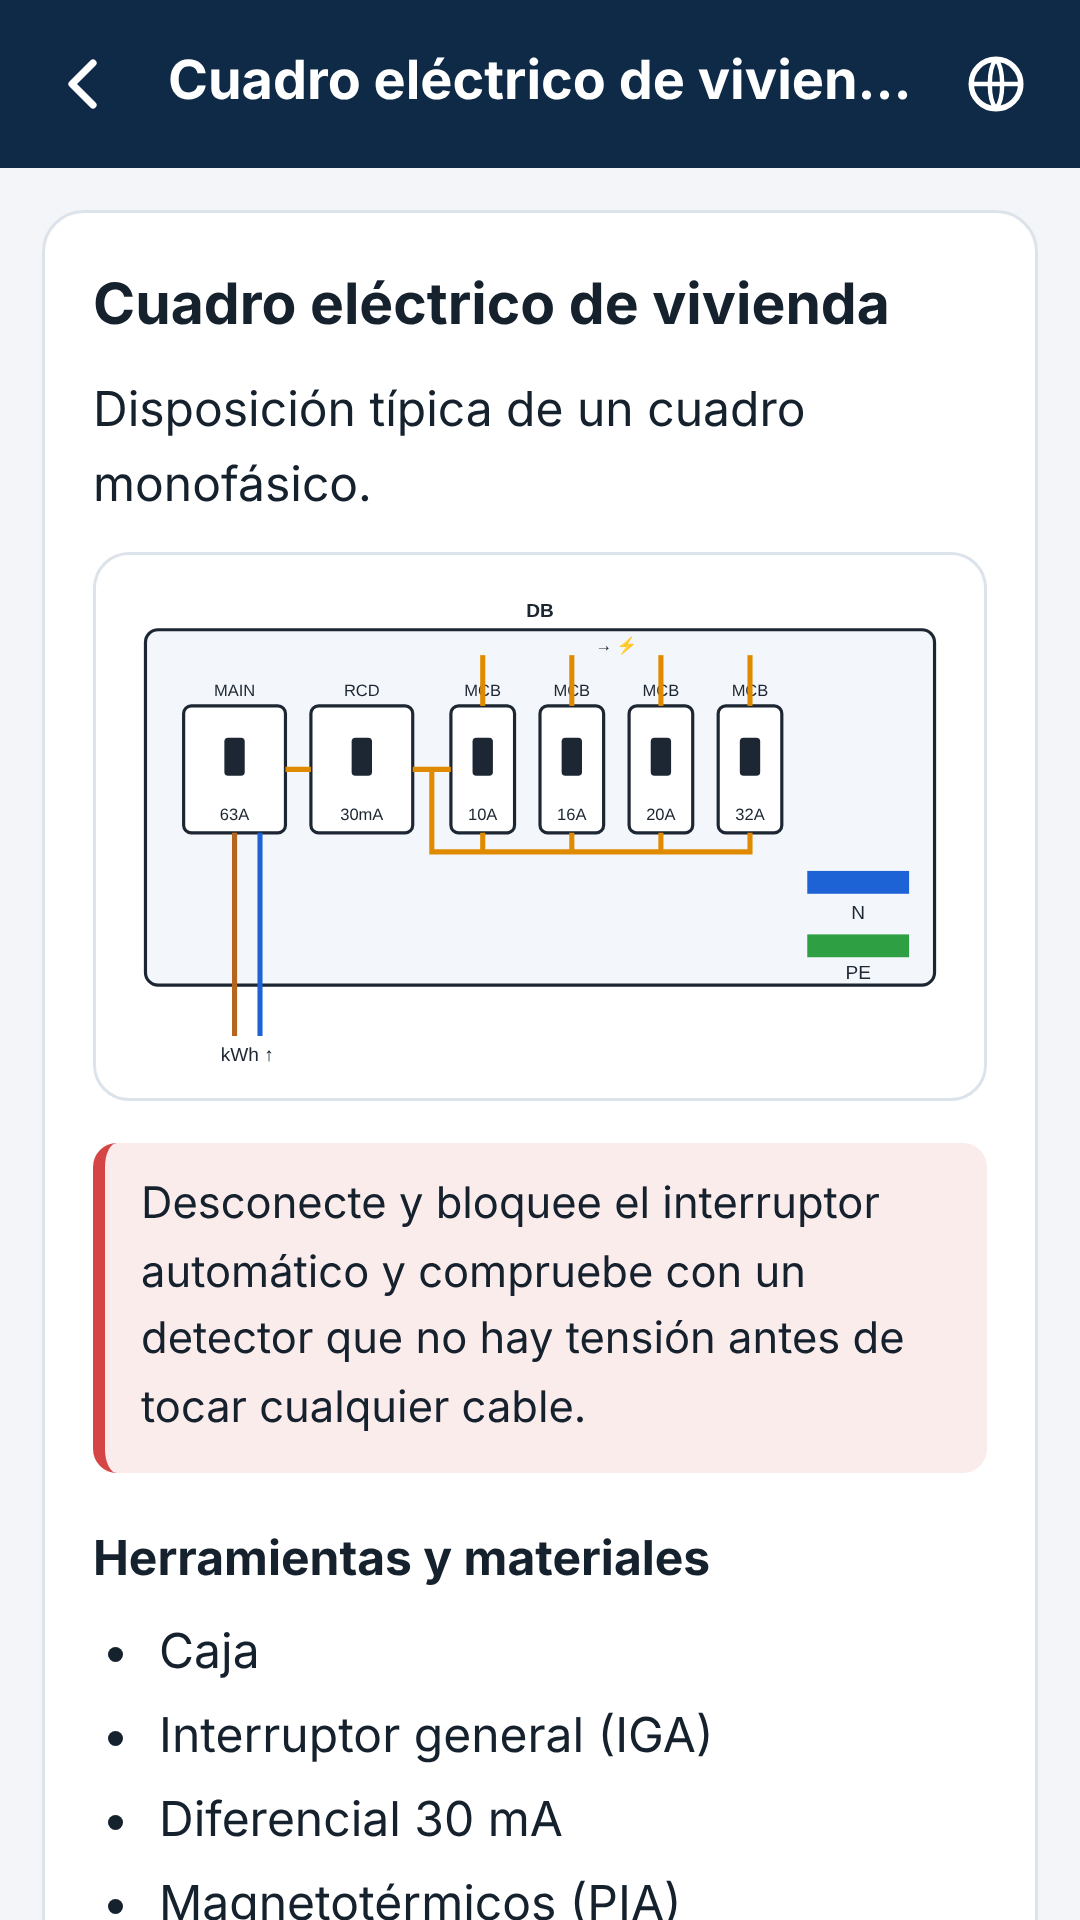 Cuadro eléctrico de vivien...
Cuadro eléctrico de vivienda
Disposición típica de un cuadro
monofásico.
DB
→ ⚡
MAIN RCD MCB MCB MCB MCB
63A 30mA 10A 16A 20A 32A
N
PE
kWh ↑
Desconecte y bloquee el interruptor
automático y compruebe con un
detector que no hay tensión antes de
tocar cualquier cable.
Herramientas y materiales
• Caja
• Interruptor general (IGA)
• Diferencial 30 mA
• Magnetotérmicos (PIA)